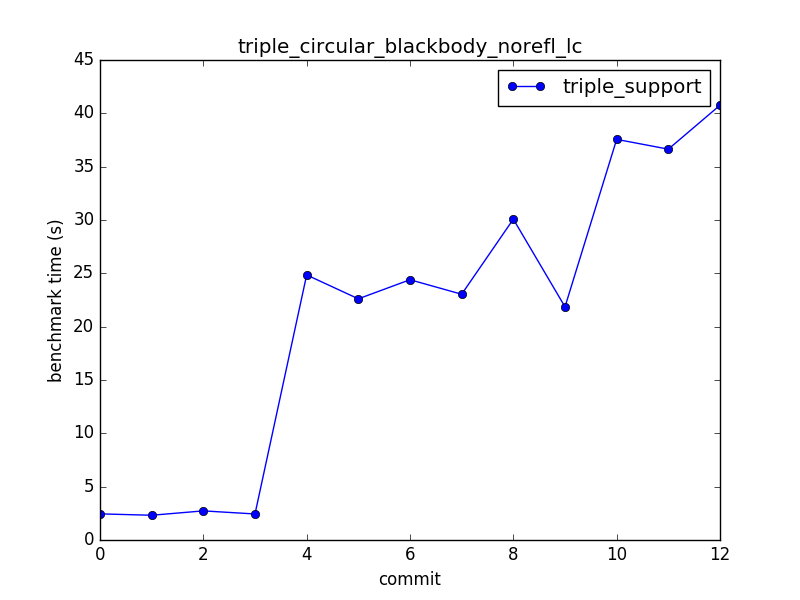 triple_circular_blackbody_norefl_lc
triple_support
45
40
35
30
25
20
15
10
5
0
benchmark time (s)
0 2 4 6 8 10 12
commit